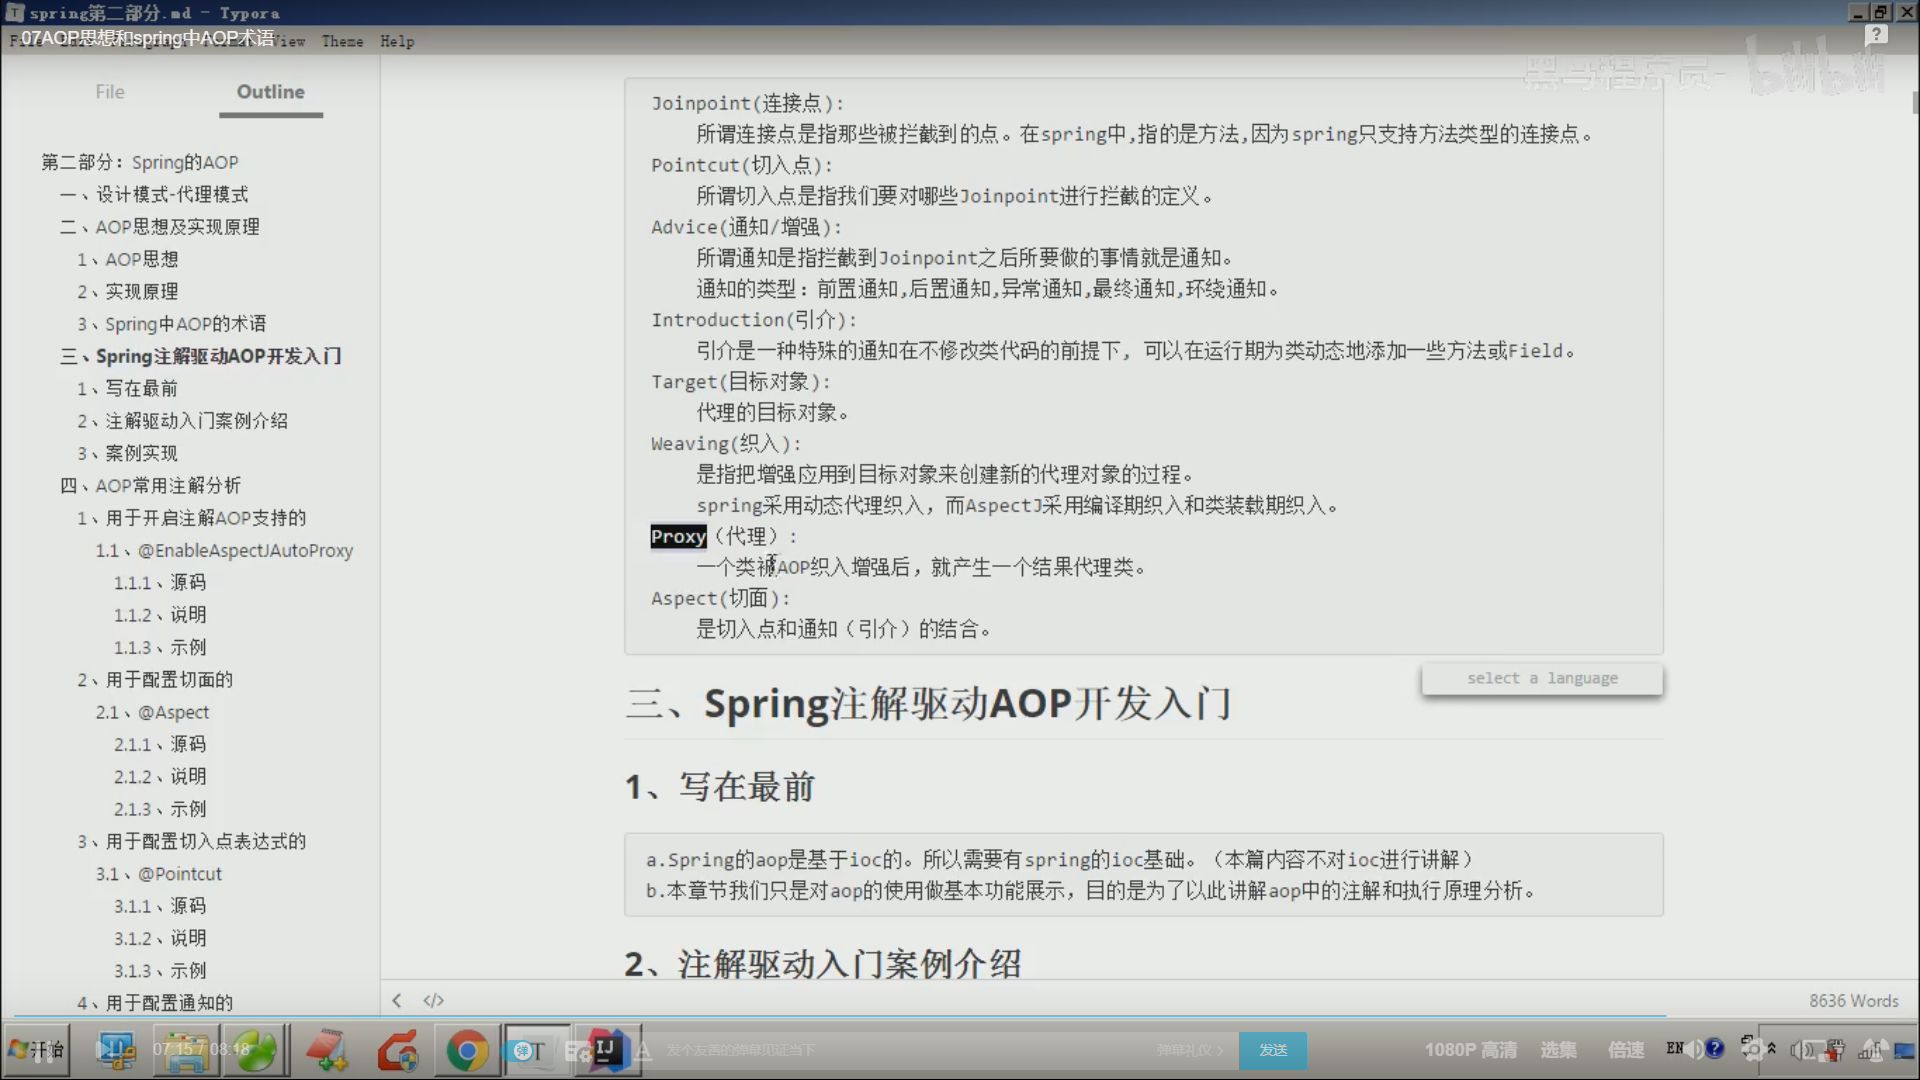 spring第二部分.md - Typora
07AOP思想和spring中AOP术语
View Theme Help
黑马程序员- bilibili
File Outline
第二部分：Spring的AOP
一、设计模式-代理模式
二、AOP思想及实现原理
1、AOP思想
2、实现原理
3、Spring中AOP的术语
三、Spring注解驱动AOP开发入门
1、写在最前
2、注解驱动入门案例介绍
3、案例实现
四、AOP常用注解分析
1、用于开启注解AOP支持的
1.1、@EnableAspectJAutoProxy
1.1.1、源码
1.1.2、说明
1.1.3、示例
2、用于配置切面的
2.1、@Aspect
2.1.1、源码
2.1.2、说明
2.1.3、示例
3、用于配置切入点表达式的
3.1、@Pointcut
3.1.1、源码
3.1.2、说明
3.1.3、示例
4、用于配置通知的
Joinpoint(连接点):
所谓连接点是指那些被拦截到的点。在spring中,指的是方法,因为spring只支持方法类型的连接点。
Pointcut(切入点):
所谓切入点是指我们要对哪些Joinpoint进行拦截的定义。
Advice(通知/增强):
所谓通知是指拦截到Joinpoint之后所要做的事情就是通知。
通知的类型：前置通知,后置通知,异常通知,最终通知,环绕通知。
Introduction(引介):
引介是一种特殊的通知在不修改类代码的前提下, 可以在运行期为类动态地添加一些方法或Field。
Target(目标对象):
代理的目标对象。
Weaving(织入):
是指把增强应用到目标对象来创建新的代理对象的过程。
spring采用动态代理织入，而AspectJ采用编译期织入和类装载期织入。
Proxy（代理）:
一个类被AOP织入增强后，就产生一个结果代理类。
Aspect(切面):
是切入点和通知（引介）的结合。
select a language
三、Spring注解驱动AOP开发入门
1、写在最前
a.Spring的aop是基于ioc的。所以需要有spring的ioc基础。（本篇内容不对ioc进行讲解）
b.本章节我们只是对aop的使用做基本功能展示，目的是为了以此讲解aop中的注解和执行原理分析。
2、注解驱动入门案例介绍
8636 Words
开始
07:15 / 08:18
发个友善的弹幕见证当下
弹幕礼仪
发送
1080P 高清
选集
倍速
EN